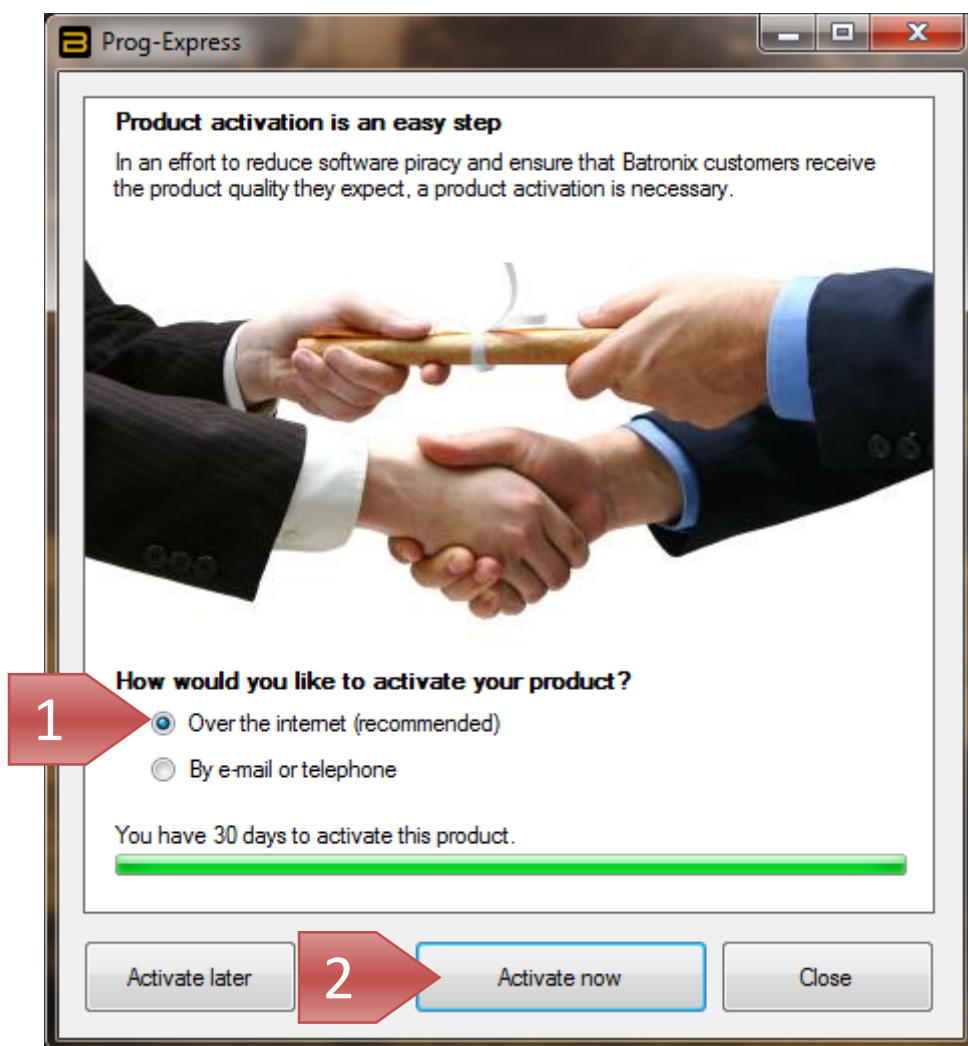 Prog-Express
Product activation is an easy step
In an effort to reduce software piracy and ensure that Batronix customers receive
the product quality they expect, a product activation is necessary.
How would you like to activate your product?
1
Over the internet (recommended)
By e-mail or telephone
You have 30 days to activate this product.
Activate later
2
Activate now
Close